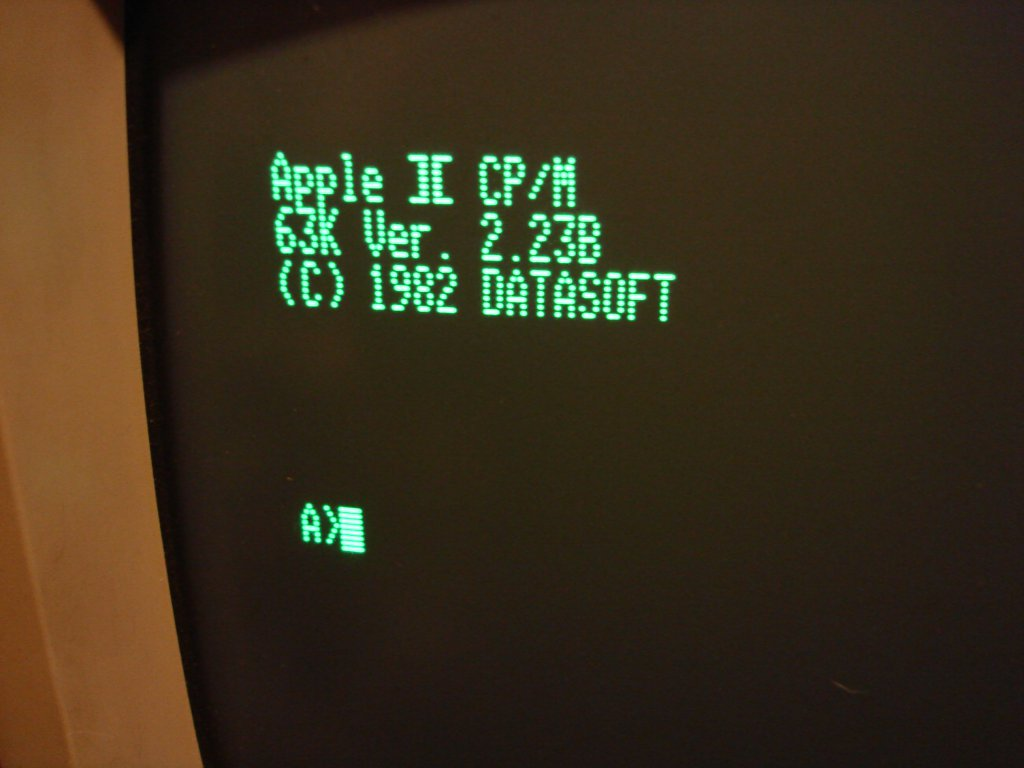 Apple ][ CP/M
63K Ver. 2.23B
(C) 1982 DATASOFT
A>